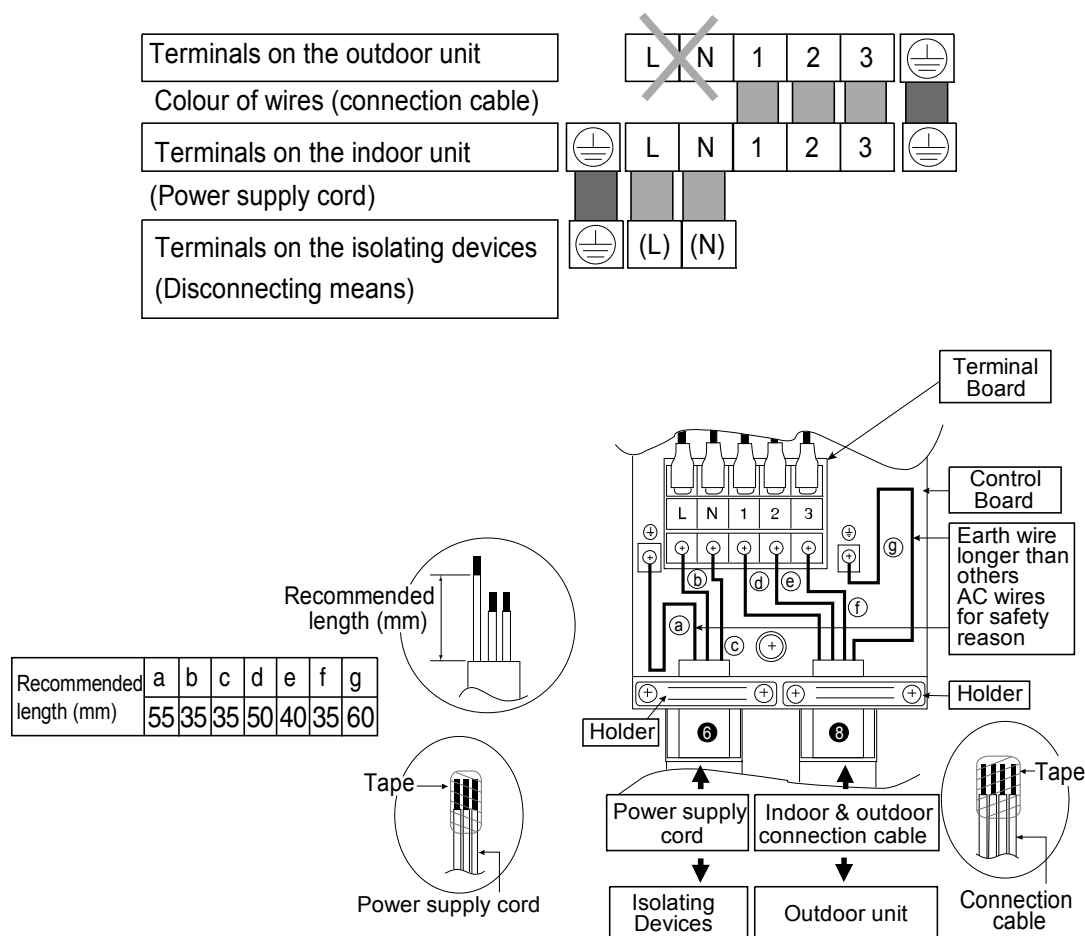 Terminals on the outdoor unit
L N 1 2 3
Colour of wires (connection cable)
Terminals on the indoor unit
L N 1 2 3
(Power supply cord)
Terminals on the isolating devices
(L) (N)
(Disconnecting means)
Terminal
Board
Control
Board
L N 1 2 3
g
Earth wire
longer than
others
AC wires
for safety
reason
b d e
f
a
c
Recommended
length (mm)
Recommended a b c d e f g
length (mm) 55 35 35 50 40 35 60
Holder
Holder
6 8
Tape
Tape
Power supply
cord
Indoor & outdoor
connection cable
Power supply cord
Isolating
Devices
Outdoor unit
Connection
cable